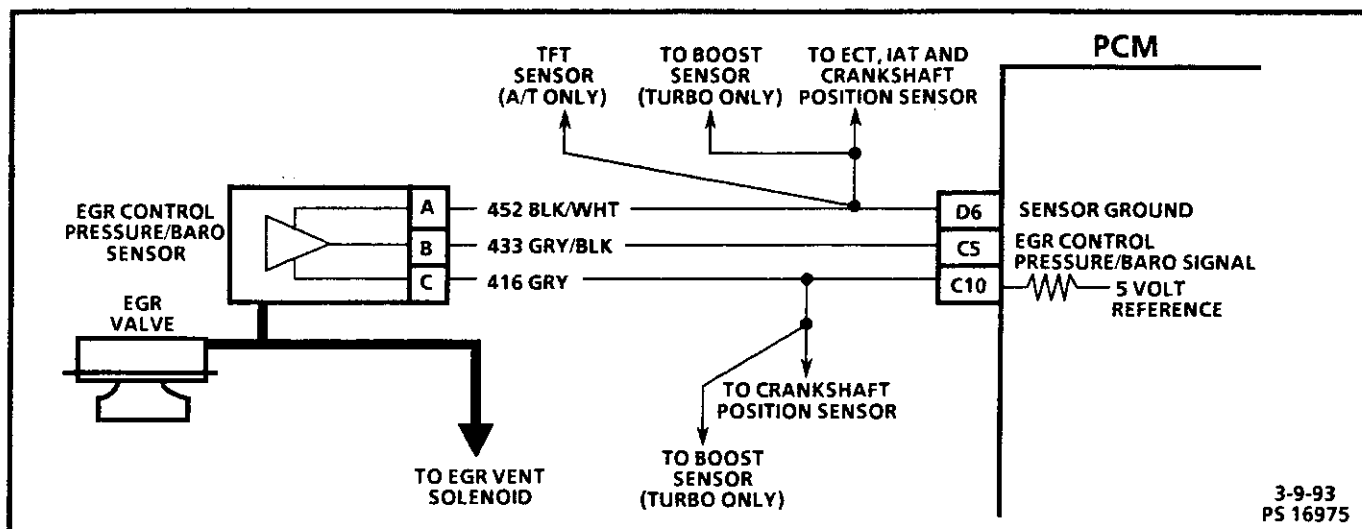 PCM
TFT
SENSOR
(A/T ONLY)
TO BOOST
SENSOR
(TURBO ONLY)
TO ECT, IAT AND
CRANKSHAFT
POSITION SENSOR
EGR CONTROL
PRESSURE/BARO
SENSOR
A
452 BLK/WHT
D6
SENSOR GROUND
B
433 GRY/BLK
C5
EGR CONTROL
PRESSURE/BARO SIGNAL
C
416 GRY
C10
5 VOLT
REFERENCE
EGR
VALVE
TO CRANKSHAFT
POSITION SENSOR
TO EGR VENT
SOLENOID
TO BOOST
SENSOR
(TURBO ONLY)
3-9-93
PS 16975